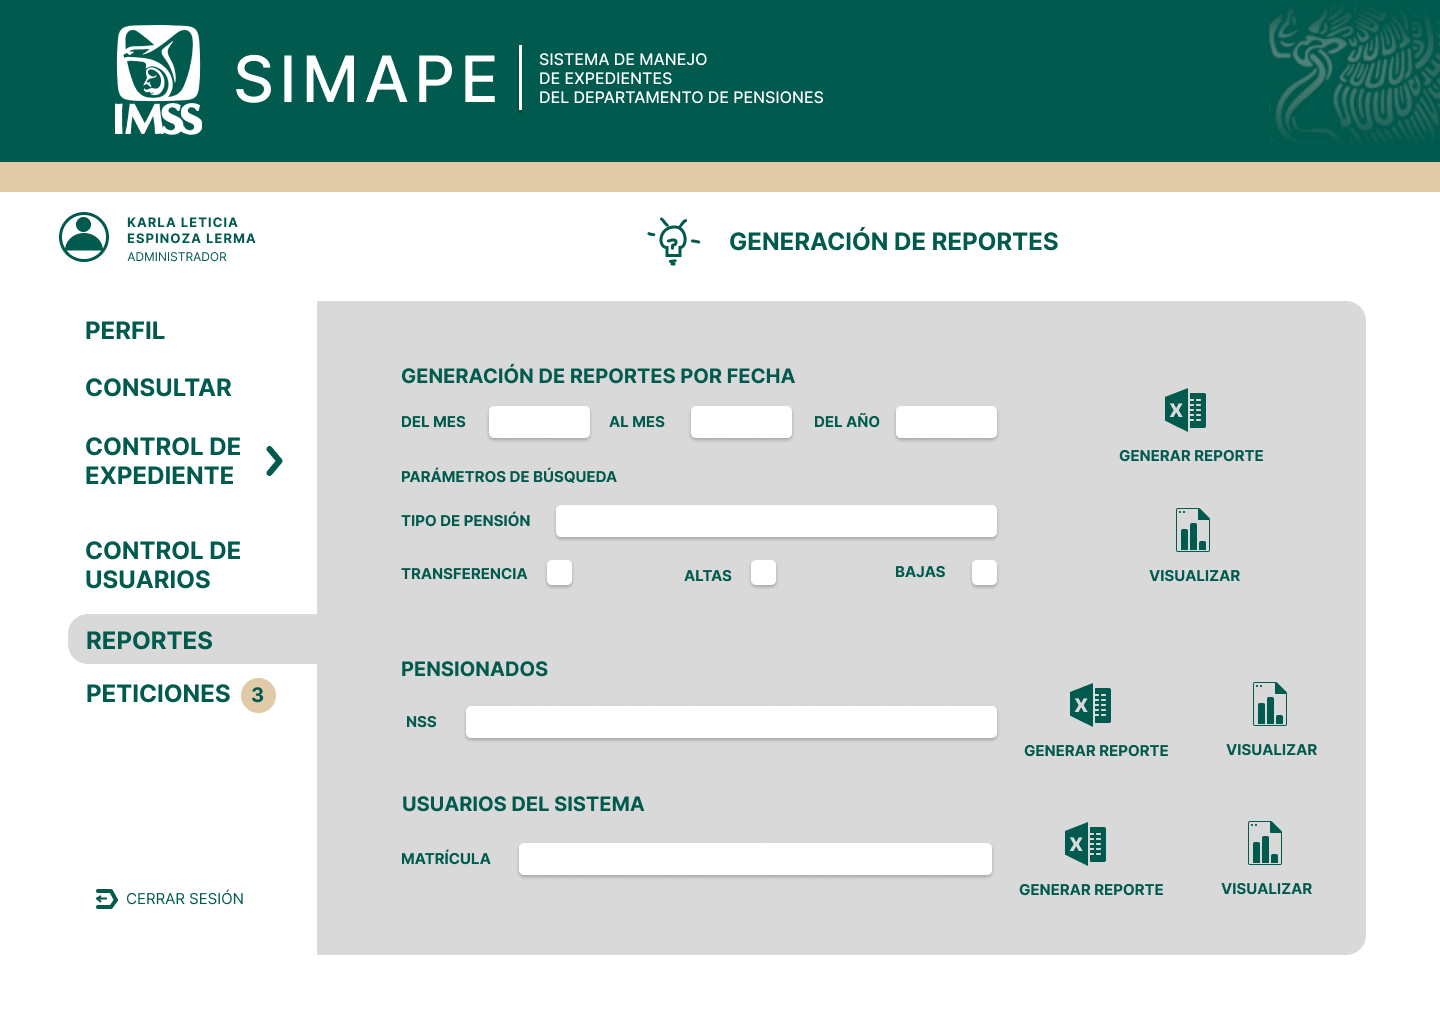 IMSS
SIMAPE
SISTEMA DE MANEJO
DE EXPEDIENTES
DEL DEPARTAMENTO DE PENSIONES
KARLA LETICIA
ESPINOZA LERMA
ADMINISTRADOR
?
GENERACIÓN DE REPORTES
PERFIL
CONSULTAR
CONTROL DE
EXPEDIENTE
CONTROL DE
USUARIOS
REPORTES
PETICIONES 3
CERRAR SESIÓN
GENERACIÓN DE REPORTES POR FECHA
DEL MES AL MES DEL AÑO
PARÁMETROS DE BÚSQUEDA
TIPO DE PENSIÓN
TRANSFERENCIA ALTAS BAJAS
X
GENERAR REPORTE
VISUALIZAR
PENSIONADOS
NSS
X
GENERAR REPORTE VISUALIZAR
USUARIOS DEL SISTEMA
MATRÍCULA
X
GENERAR REPORTE VISUALIZAR